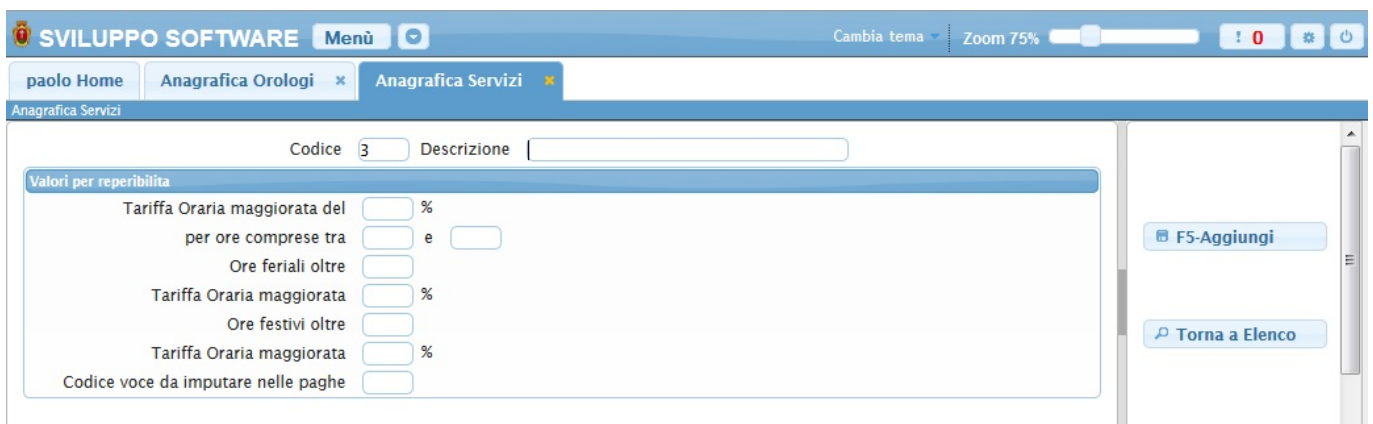 SVILUPPO SOFTWARE Menù Cambia tema Zoom 75% ! 0
paolo Home Anagrafica Orologi × Anagrafica Servizi ×
Anagrafica Servizi
Codice 3 Descrizione
Valori per reperibilita
Tariffa Oraria maggiorata del %
per ore comprese tra e
F5-Aggiungi
Ore feriali oltre
Tariffa Oraria maggiorata %
Ore festivi oltre
Torna a Elenco
Tariffa Oraria maggiorata %
Codice voce da imputare nelle paghe